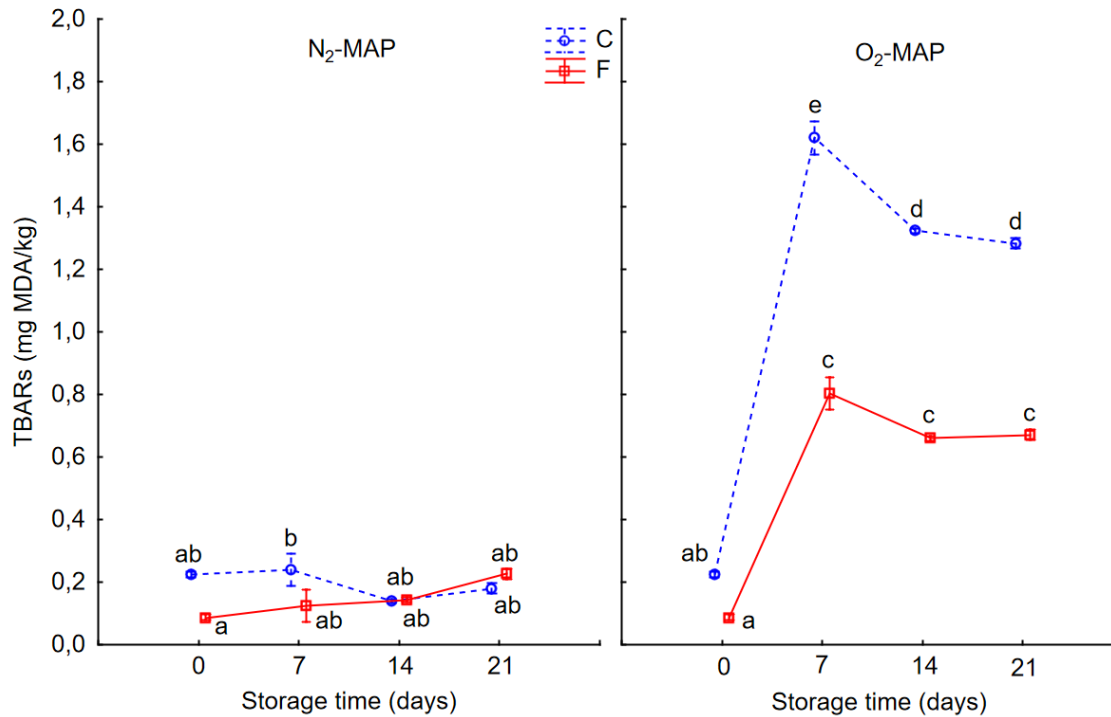 TBARs (mg MDA/kg)
2,0
1,8
1,6
1,4
1,2
1,0
0,8
0,6
0,4
0,2
0,0
N₂-MAP
C
F
ab
b
ab
ab
a
ab
ab
ab
0
7
14
21
Storage time (days)
O₂-MAP
e
d
d
c
c
c
ab
a
0
7
14
21
Storage time (days)